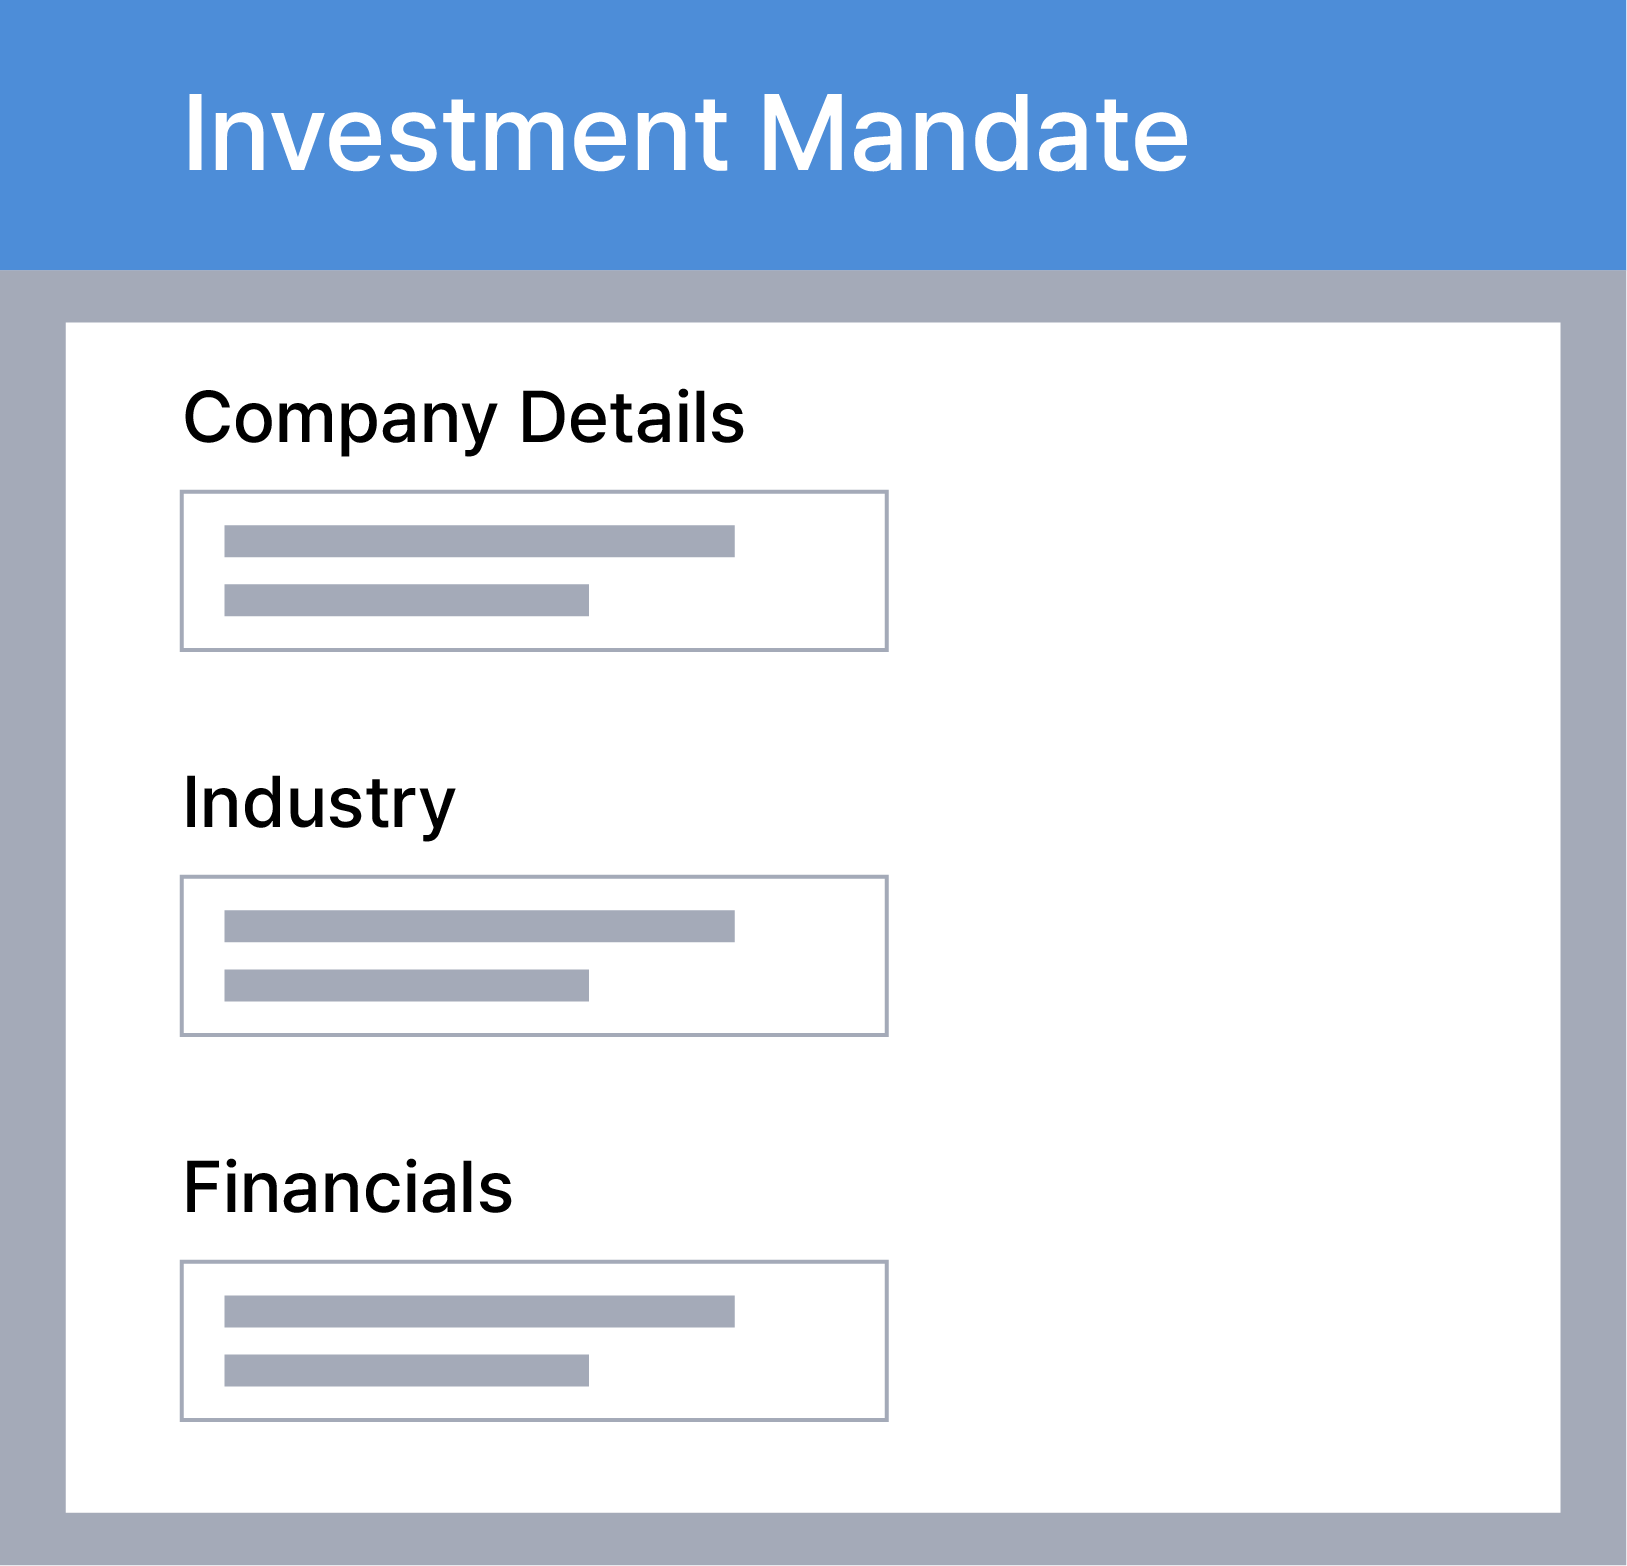 Investment Mandate
Company Details
Industry
Financials